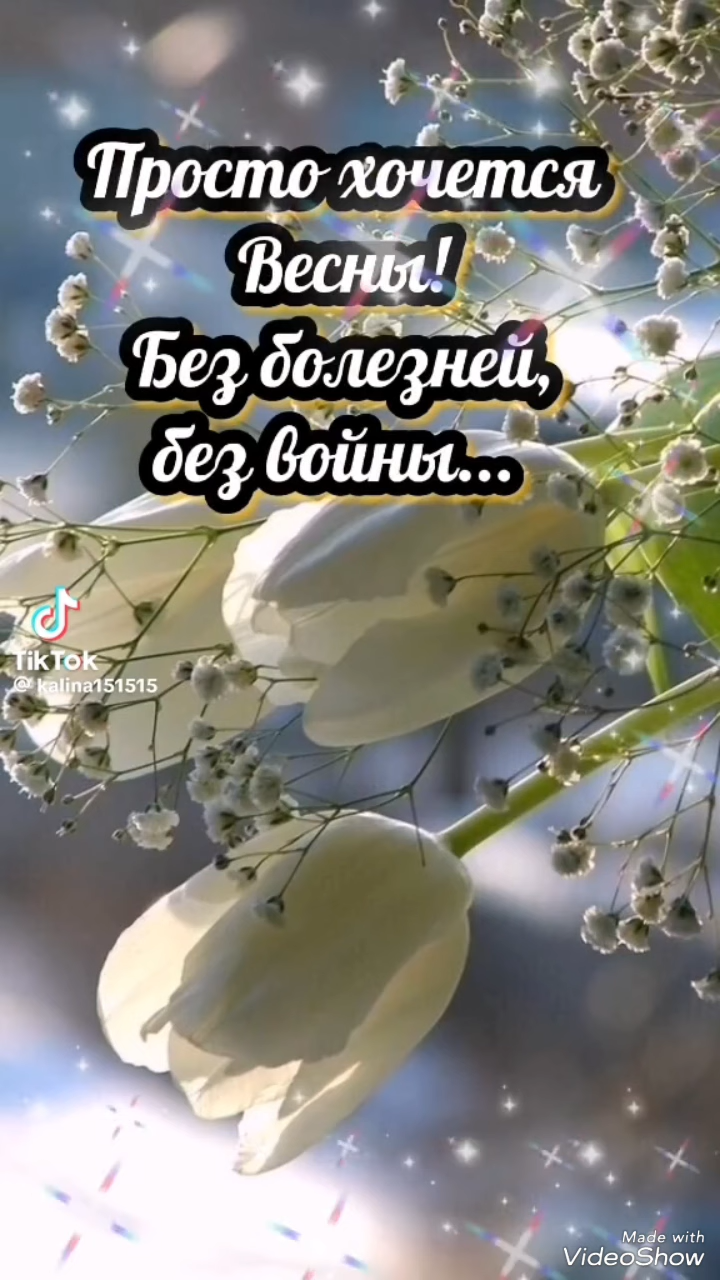 Просто хочется
Весны!
Без болезней,
без войны...
TikTok
@kalina151515
Made with
VideoShow